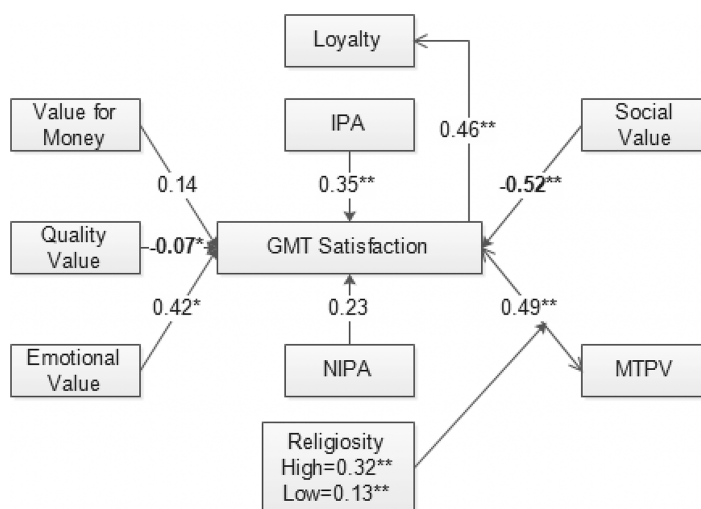 Loyalty
Value for
Money
IPA
Social
Value
0.46**
0.14
0.35**
-0.52**
Quality
Value
-0.07*
GMT Satisfaction
0.42*
0.23
0.49**
Emotional
Value
NIPA
MTPV
Religiosity
High=0.32**
Low=0.13**